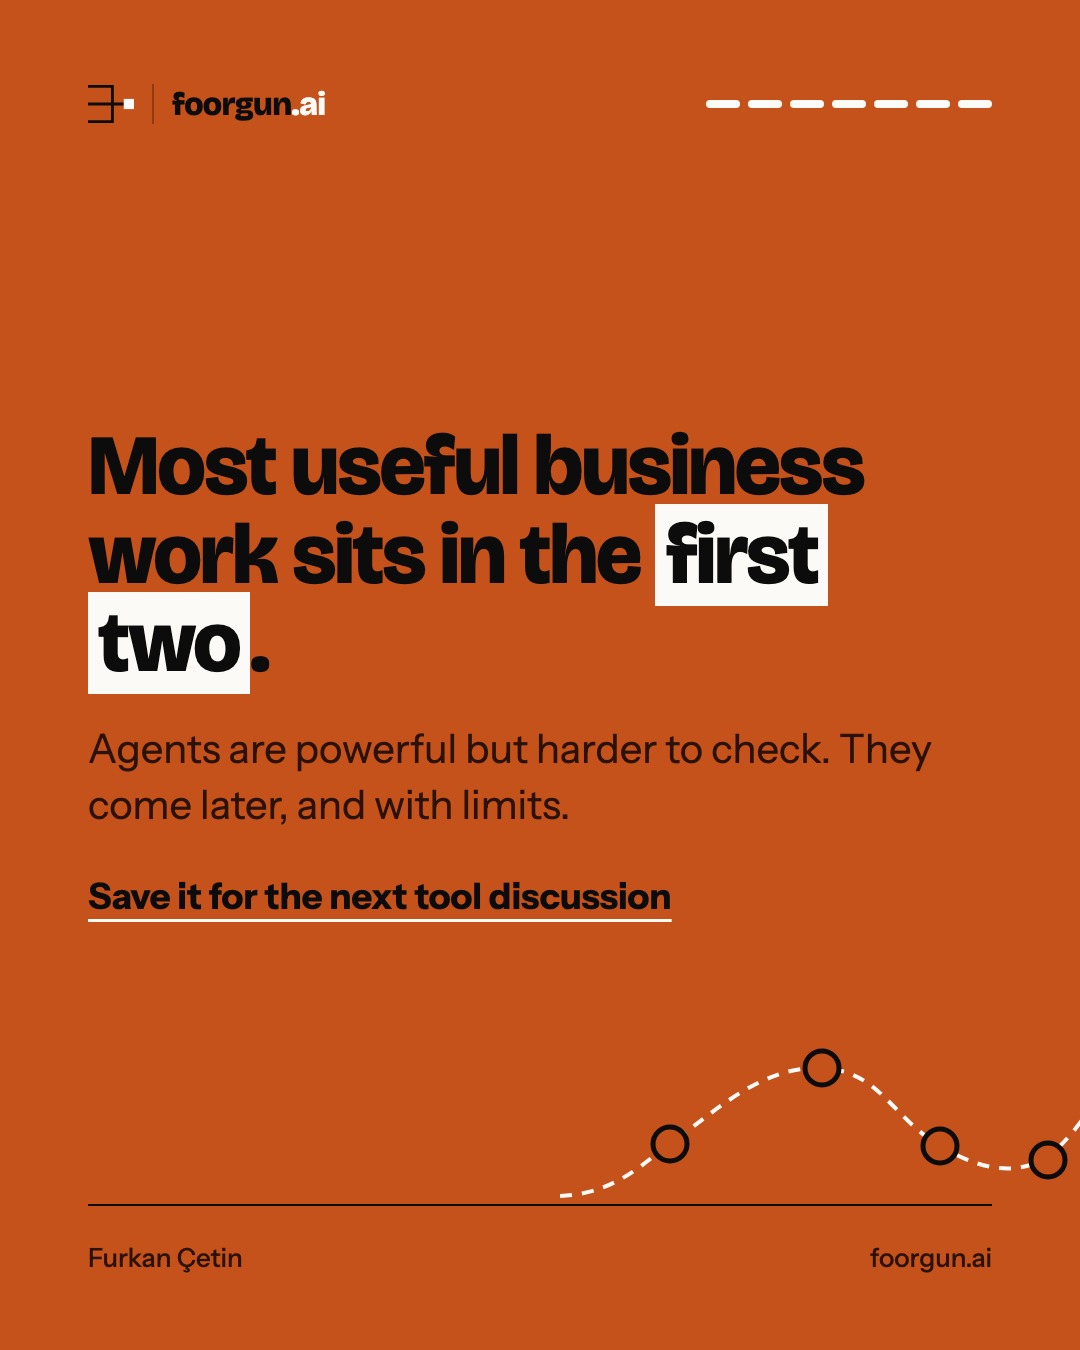 foorgun.ai
Most useful business
work sits in the first
two.
Agents are powerful but harder to check. They
come later, and with limits.
Save it for the next tool discussion
Furkan Çetin
foorgun.ai